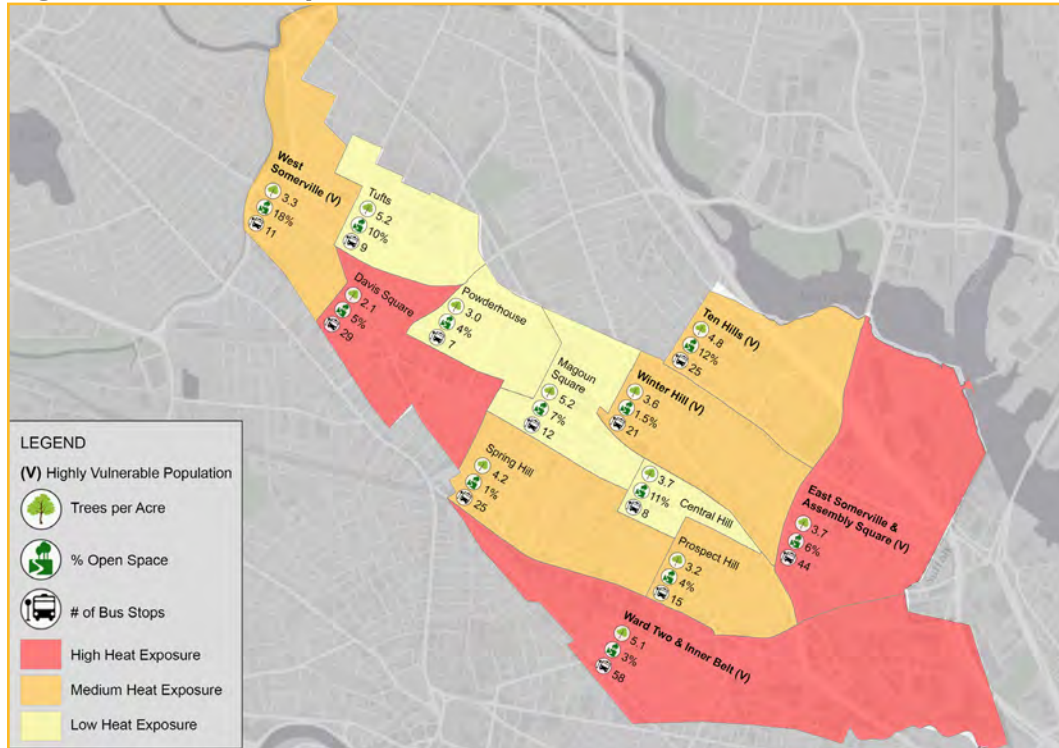 West
Somerville (V)
3.3
18%
11
Tufts
5.2
10%
9
Davis Square
2.1
5%
29
Powderhouse
3.0
4%
7
Magoun
Square
5.2
7%
12
Ten Hills (V)
4.8
12%
25
Winter Hill (V)
3.6
1.5%
21
Spring Hill
4.2
1%
25
3.7
11%
Central Hill
8
East Somerville &
Assembly Square (V)
3.7
6%
44
Prospect Hill
3.2
4%
15
Ward Two & Inner Belt (V)
5.1
3%
58
LEGEND
(V) Highly Vulnerable Population
Trees per Acre
% Open Space
# of Bus Stops
High Heat Exposure
Medium Heat Exposure
Low Heat Exposure